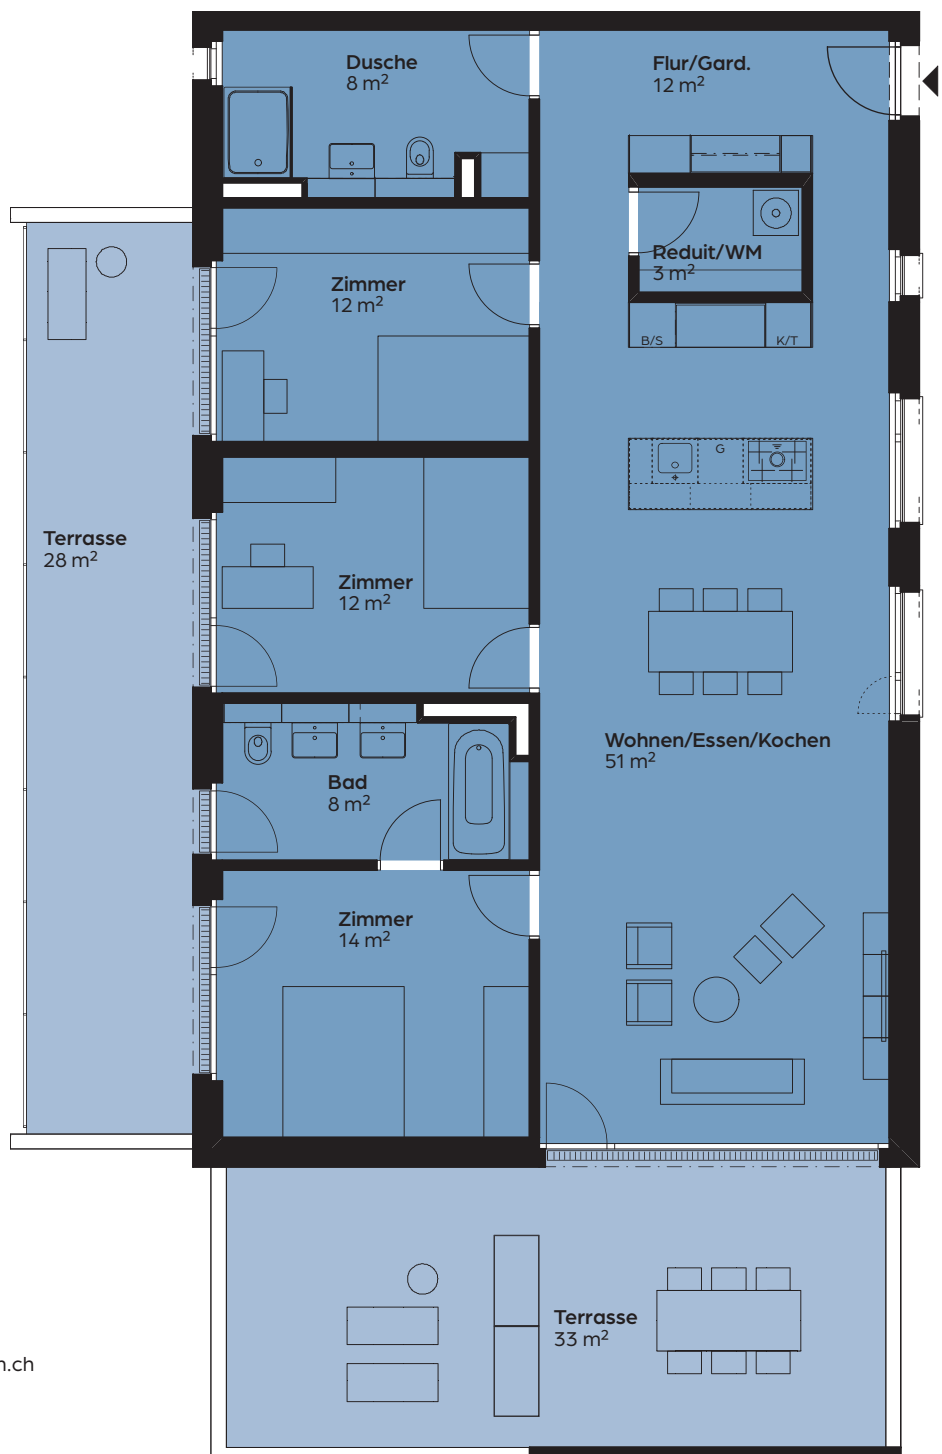 Dusche
8 m²
Flur/Gard.
12 m²
Reduit/WM
3 m²
Zimmer
12 m²
B/S
K/T
G
Terrasse
28 m²
Zimmer
12 m²
Wohnen/Essen/Kochen
51 m²
Bad
8 m²
Zimmer
14 m²
Terrasse
33 m²
n.ch